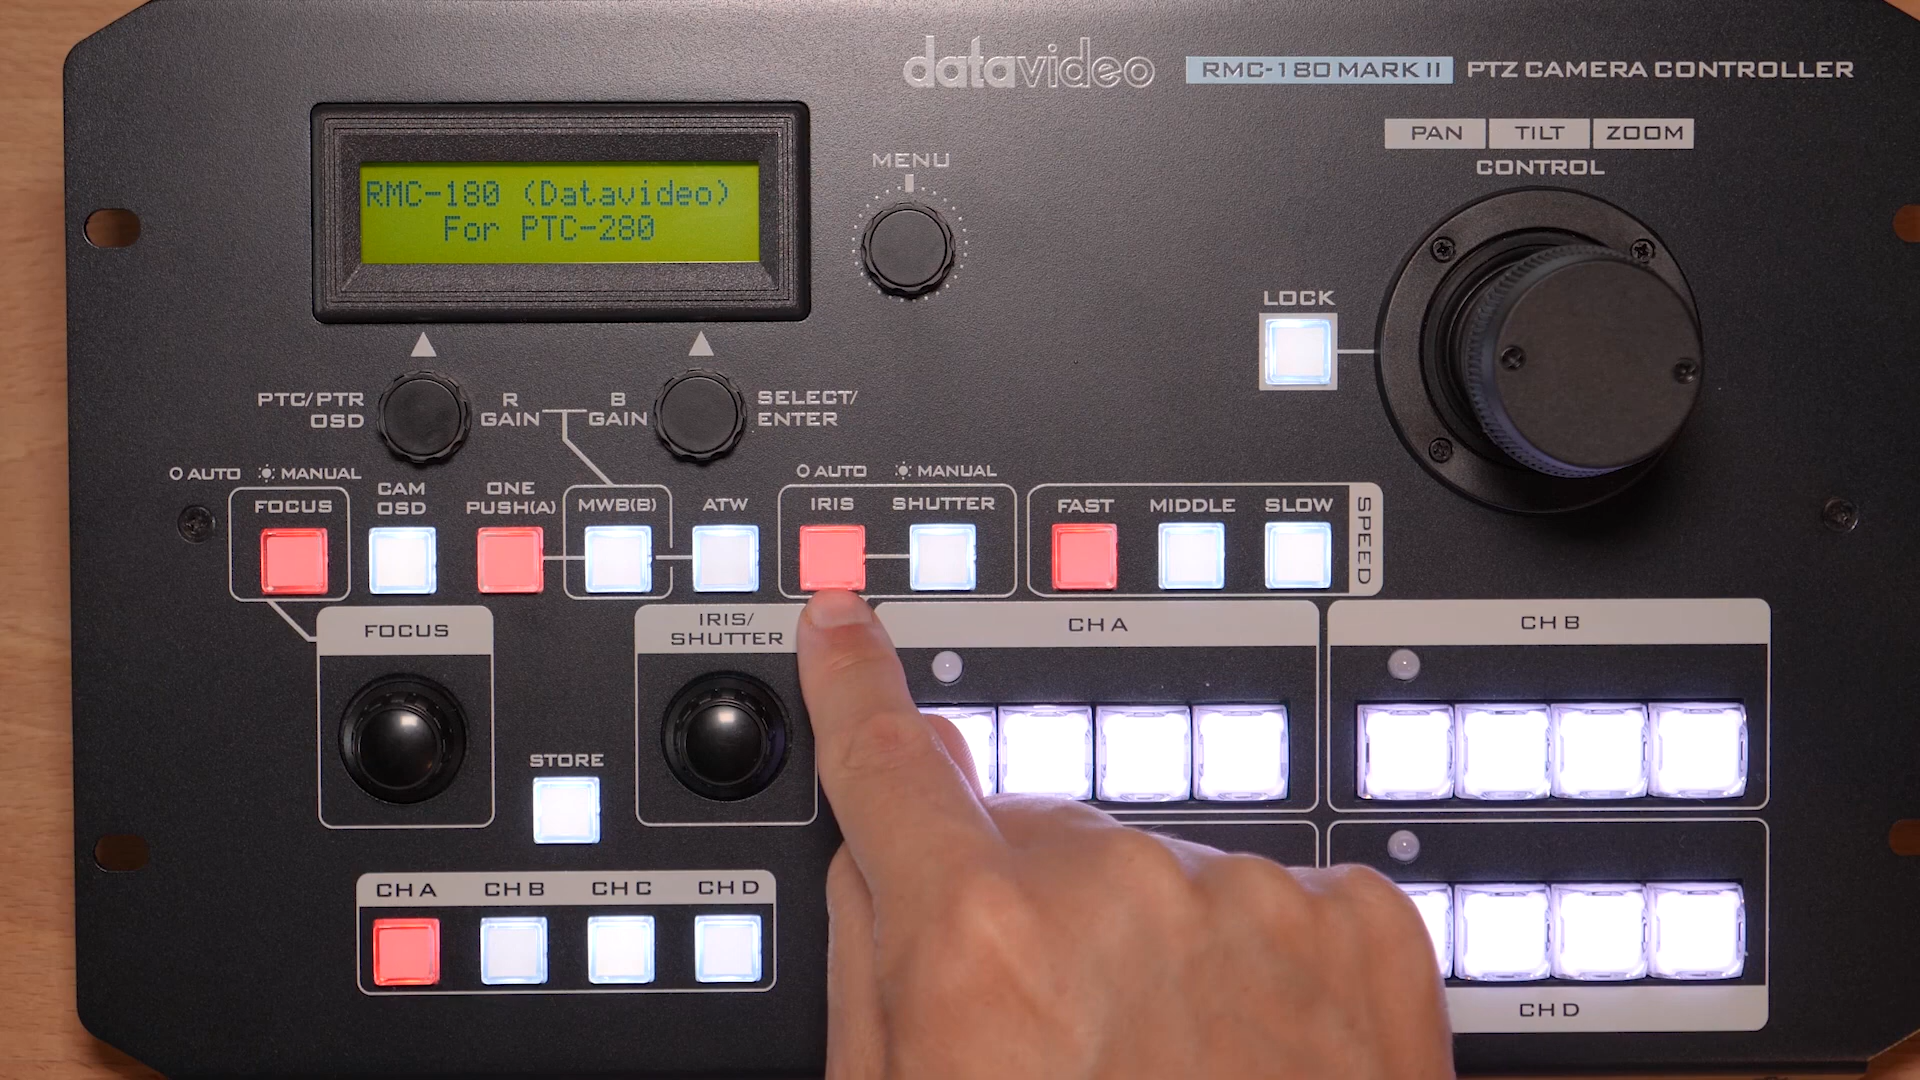 datavideo RMC-180 MARK II PTZ CAMERA CONTROLLER
PAN TILT ZOOM
CONTROL
MENU
RMC-180 (Datavideo)
For PTC-280
LOCK
PTC/PTR
OSD
R
GAIN
B
GAIN
SELECT/
ENTER
AUTO MANUAL
FOCUS
CAM
OSD
ONE
PUSH(A)
MWB(B)
ATW
AUTO MANUAL
IRIS
SHUTTER
FAST
MIDDLE
SLOW
SPEED
FOCUS
IRIS/
SHUTTER
CH A
CH B
STORE
CH A
CH B
CH C
CH D
CH D